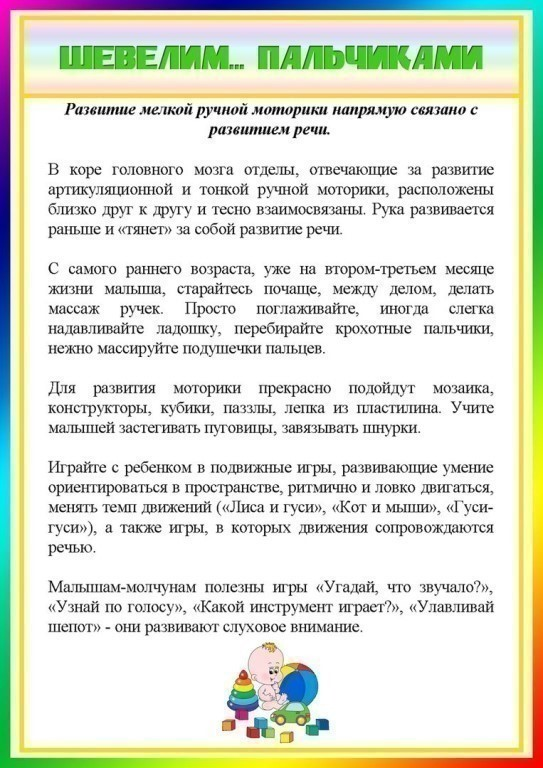 ШЕВЕЛИМ... ПАЛЬЧИКАМИ
Развитие мелкой ручной моторики напрямую связано с
развитием речи.
В коре головного мозга отделы, отвечающие за развитие
артикуляционной и тонкой ручной моторики, расположены
близко друг к другу и тесно взаимосвязаны. Рука развивается
раньше и «тянет» за собой развитие речи.
С самого раннего возраста, уже на втором-третьем месяце
жизни малыша, старайтесь почаще, между делом, делать
массаж ручек. Просто поглаживайте, иногда слегка
надавливайте ладошку, перебирайте крохотные пальчики,
нежно массируйте подушечки пальцев.
Для развития моторики прекрасно подойдут мозаика,
конструкторы, кубики, паззлы, лепка из пластилина. Учите
малышей застегивать пуговицы, завязывать шнурки.
Играйте с ребенком в подвижные игры, развивающие умение
ориентироваться в пространстве, ритмично и ловко двигаться,
менять темп движений («Лиса и гуси», «Кот и мыши», «Гуси-
гуси»), а также игры, в которых движения сопровождаются
речью.
Малышам-молчунам полезны игры «Угадай, что звучало?»,
«Узнай по голосу», «Какой инструмент играет?», «Улавливай
шепот» - они развивают слуховое внимание.